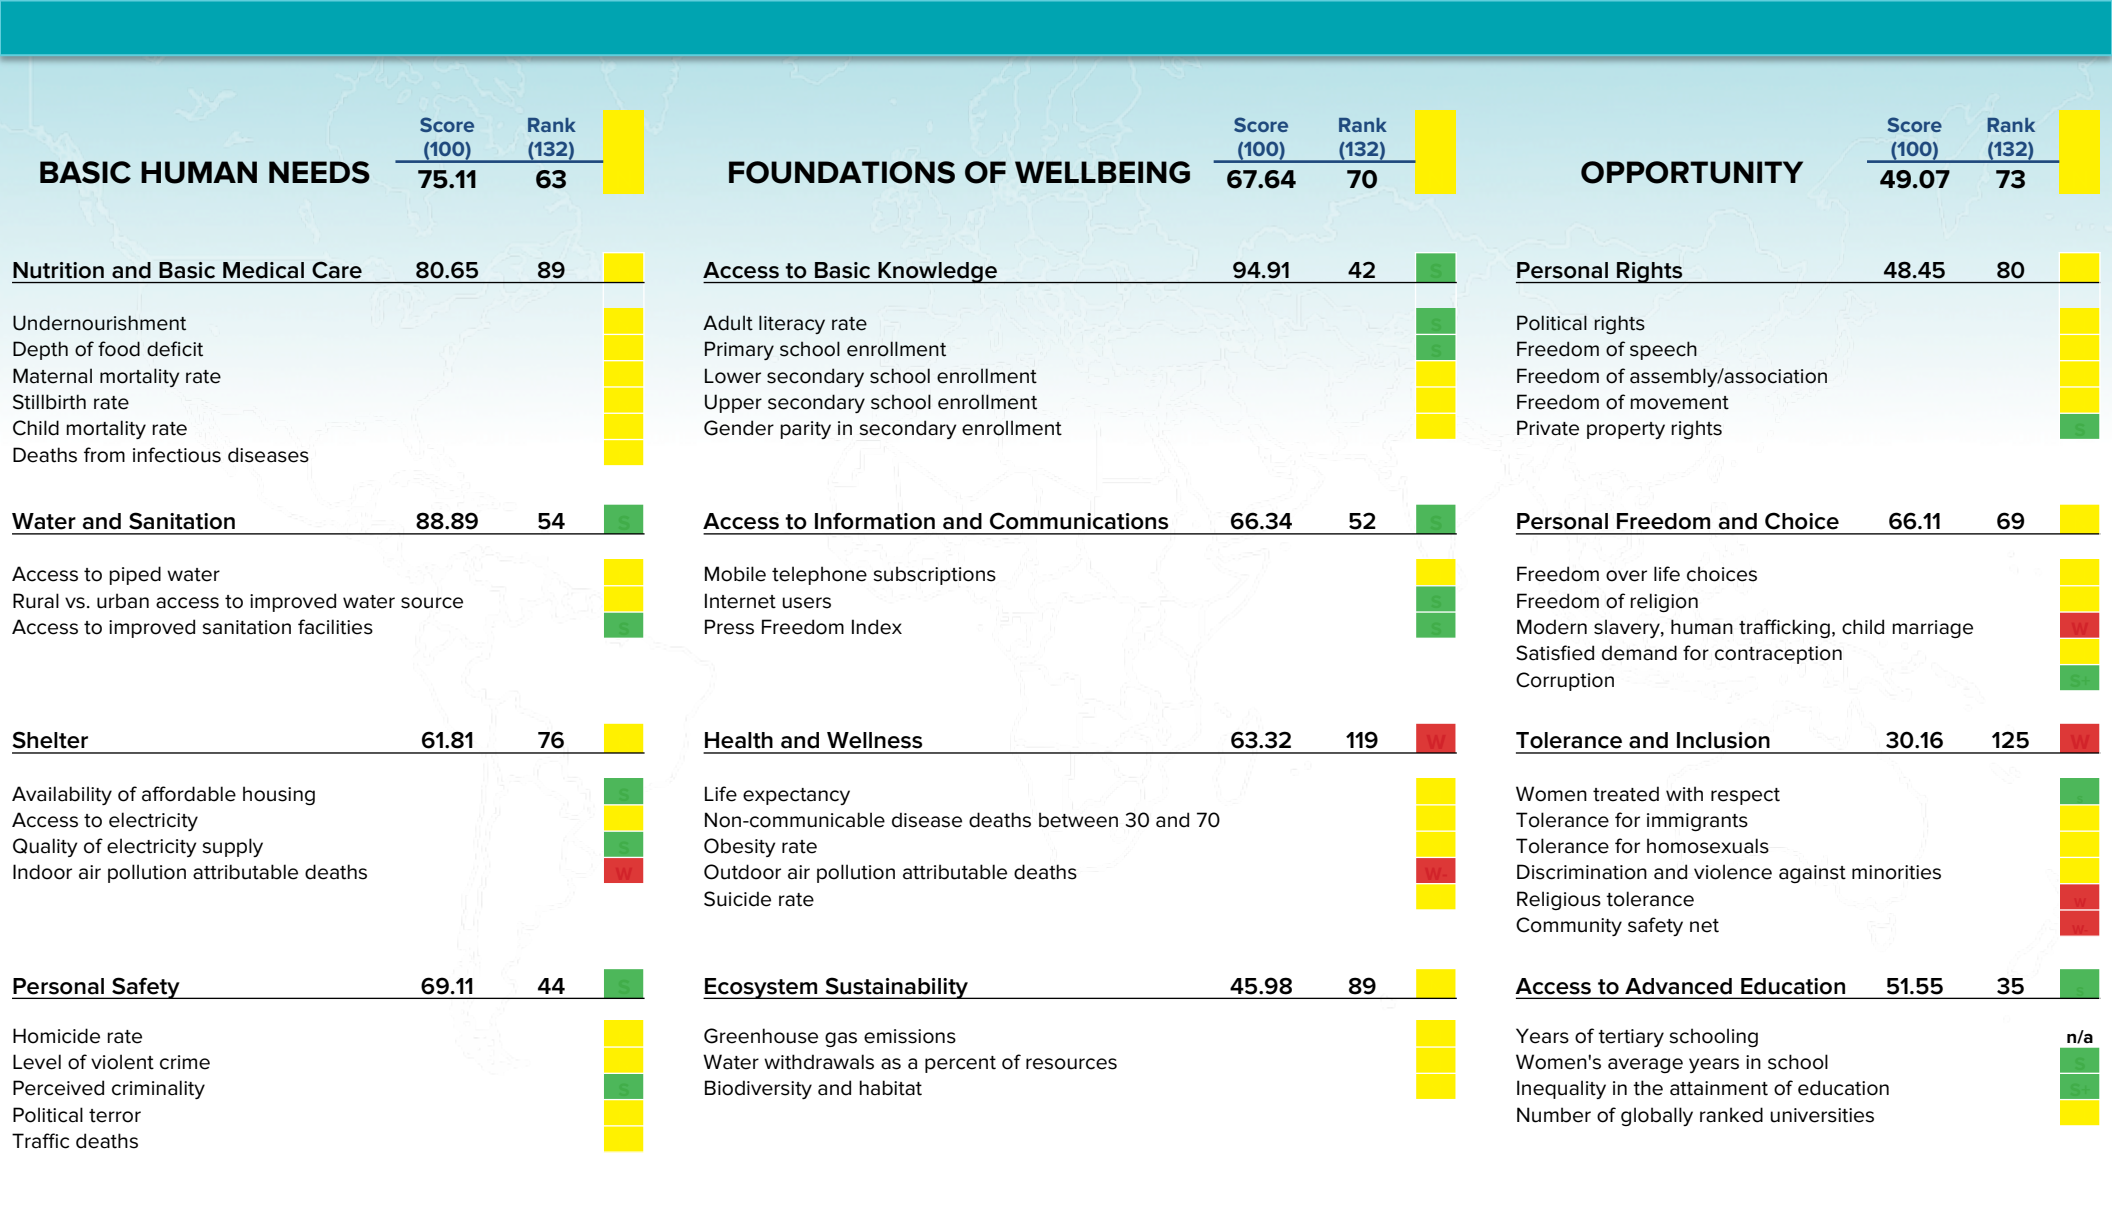 BASIC HUMAN NEEDS
Score (100) Rank (132)
75.11 63
Nutrition and Basic Medical Care 80.65 89
Undernourishment
Depth of food deficit
Maternal mortality rate
Stillbirth rate
Child mortality rate
Deaths from infectious diseases
Water and Sanitation 88.89 54 S
Access to piped water
Rural vs. urban access to improved water source
Access to improved sanitation facilities S
Shelter 61.81 76
Availability of affordable housing S
Access to electricity
Quality of electricity supply S
Indoor air pollution attributable deaths W
Personal Safety 69.11 44 S
Homicide rate
Level of violent crime
Perceived criminality S
Political terror
Traffic deaths
FOUNDATIONS OF WELLBEING
Score (100) Rank (132)
67.64 70
Access to Basic Knowledge 94.91 42 S
Adult literacy rate S
Primary school enrollment S
Lower secondary school enrollment
Upper secondary school enrollment
Gender parity in secondary enrollment
Access to Information and Communications 66.34 52 S
Mobile telephone subscriptions
Internet users S
Press Freedom Index S
Health and Wellness 63.32 119 W
Life expectancy
Non-communicable disease deaths between 30 and 70
Obesity rate
Outdoor air pollution attributable deaths W-
Suicide rate
Ecosystem Sustainability 45.98 89
Greenhouse gas emissions
Water withdrawals as a percent of resources
Biodiversity and habitat
OPPORTUNITY
Score (100) Rank (132)
49.07 73
Personal Rights 48.45 80
Political rights
Freedom of speech
Freedom of assembly/association
Freedom of movement
Private property rights S
Personal Freedom and Choice 66.11 69
Freedom over life choices
Freedom of religion
Modern slavery, human trafficking, child marriage W
Satisfied demand for contraception
Corruption S+
Tolerance and Inclusion 30.16 125 W
Women treated with respect s
Tolerance for immigrants
Tolerance for homosexuals
Discrimination and violence against minorities
Religious tolerance w
Community safety net w-
Access to Advanced Education 51.55 35 s
Years of tertiary schooling n/a
Women's average years in school S
Inequality in the attainment of education S+
Number of globally ranked universities